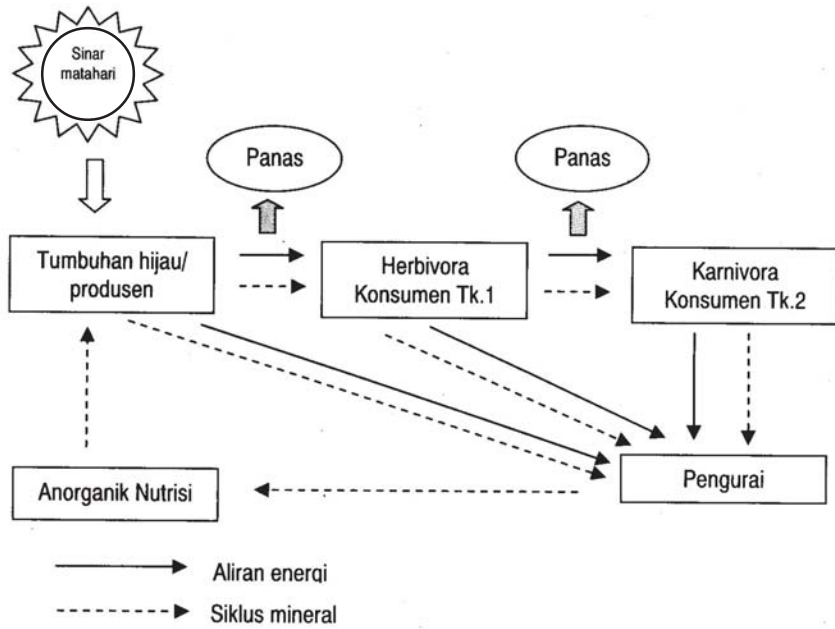 Sinar
matahari
Panas
Panas
Tumbuhan hijau/
produsen
Herbivora
Konsumen Tk.1
Karnivora
Konsumen Tk.2
Anorganik Nutrisi
Pengurai
Aliran energi
Siklus mineral